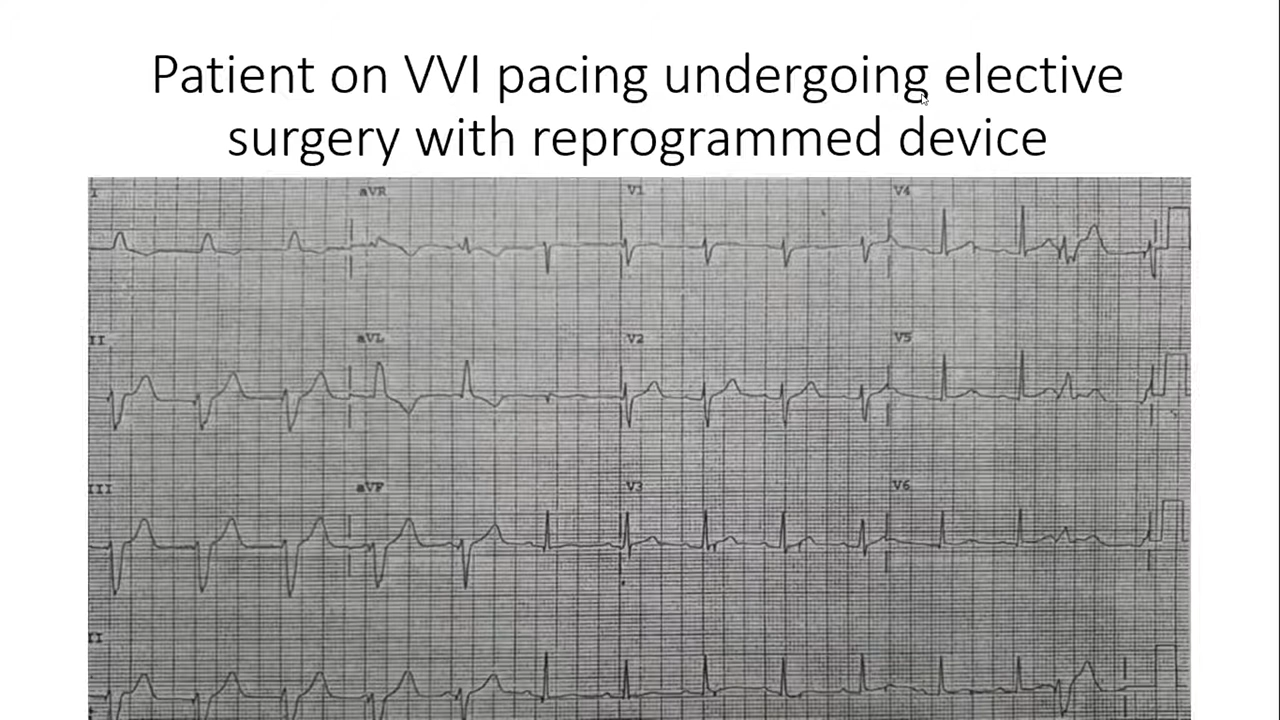 Patient on VVI pacing undergoing elective
surgery with reprogrammed device
I aVR V1 V4
II aVL V2 V5
III aVF V3 V6
II